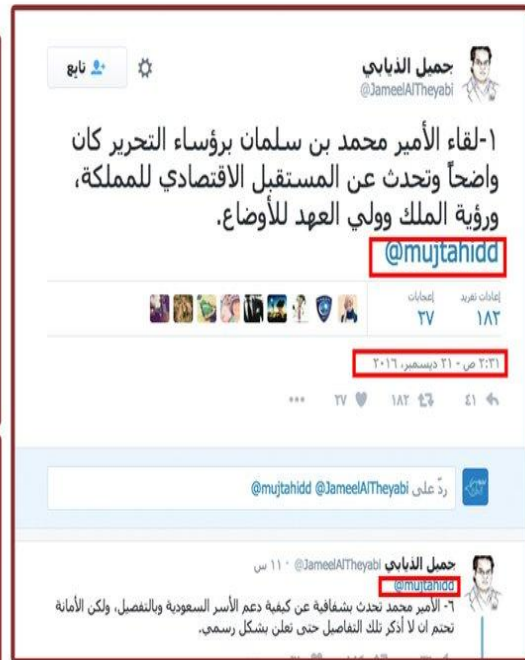 جميل الذيابي
@JameelAlTheyabi
تابع
١-لقاء الأمير محمد بن سلمان برؤساء التحرير كان
واضحاً وتحدث عن المستقبل الاقتصادي للمملكة،
ورؤية الملك وولي العهد للأوضاع.
@mujtahidd
إعادات تغريد
إعجابات
١٨٣
٢٧
٢:٣١ ص - ٢١ ديسمبر، ٢٠١٦
٤١ ١٨٢ ٢٧
ردّ على @mujtahidd @JameelAlTheyabi
جميل الذيابي @JameelAlTheyabi · ١١ س
@mujtahidd
٦- الأمير محمد تحدث بشفافية عن كيفية دعم الأسر السعودية وبالتفصيل، ولكن الأمانة
تحتم ان لا أذكر تلك التفاصيل حتى تعلن بشكل رسمي.